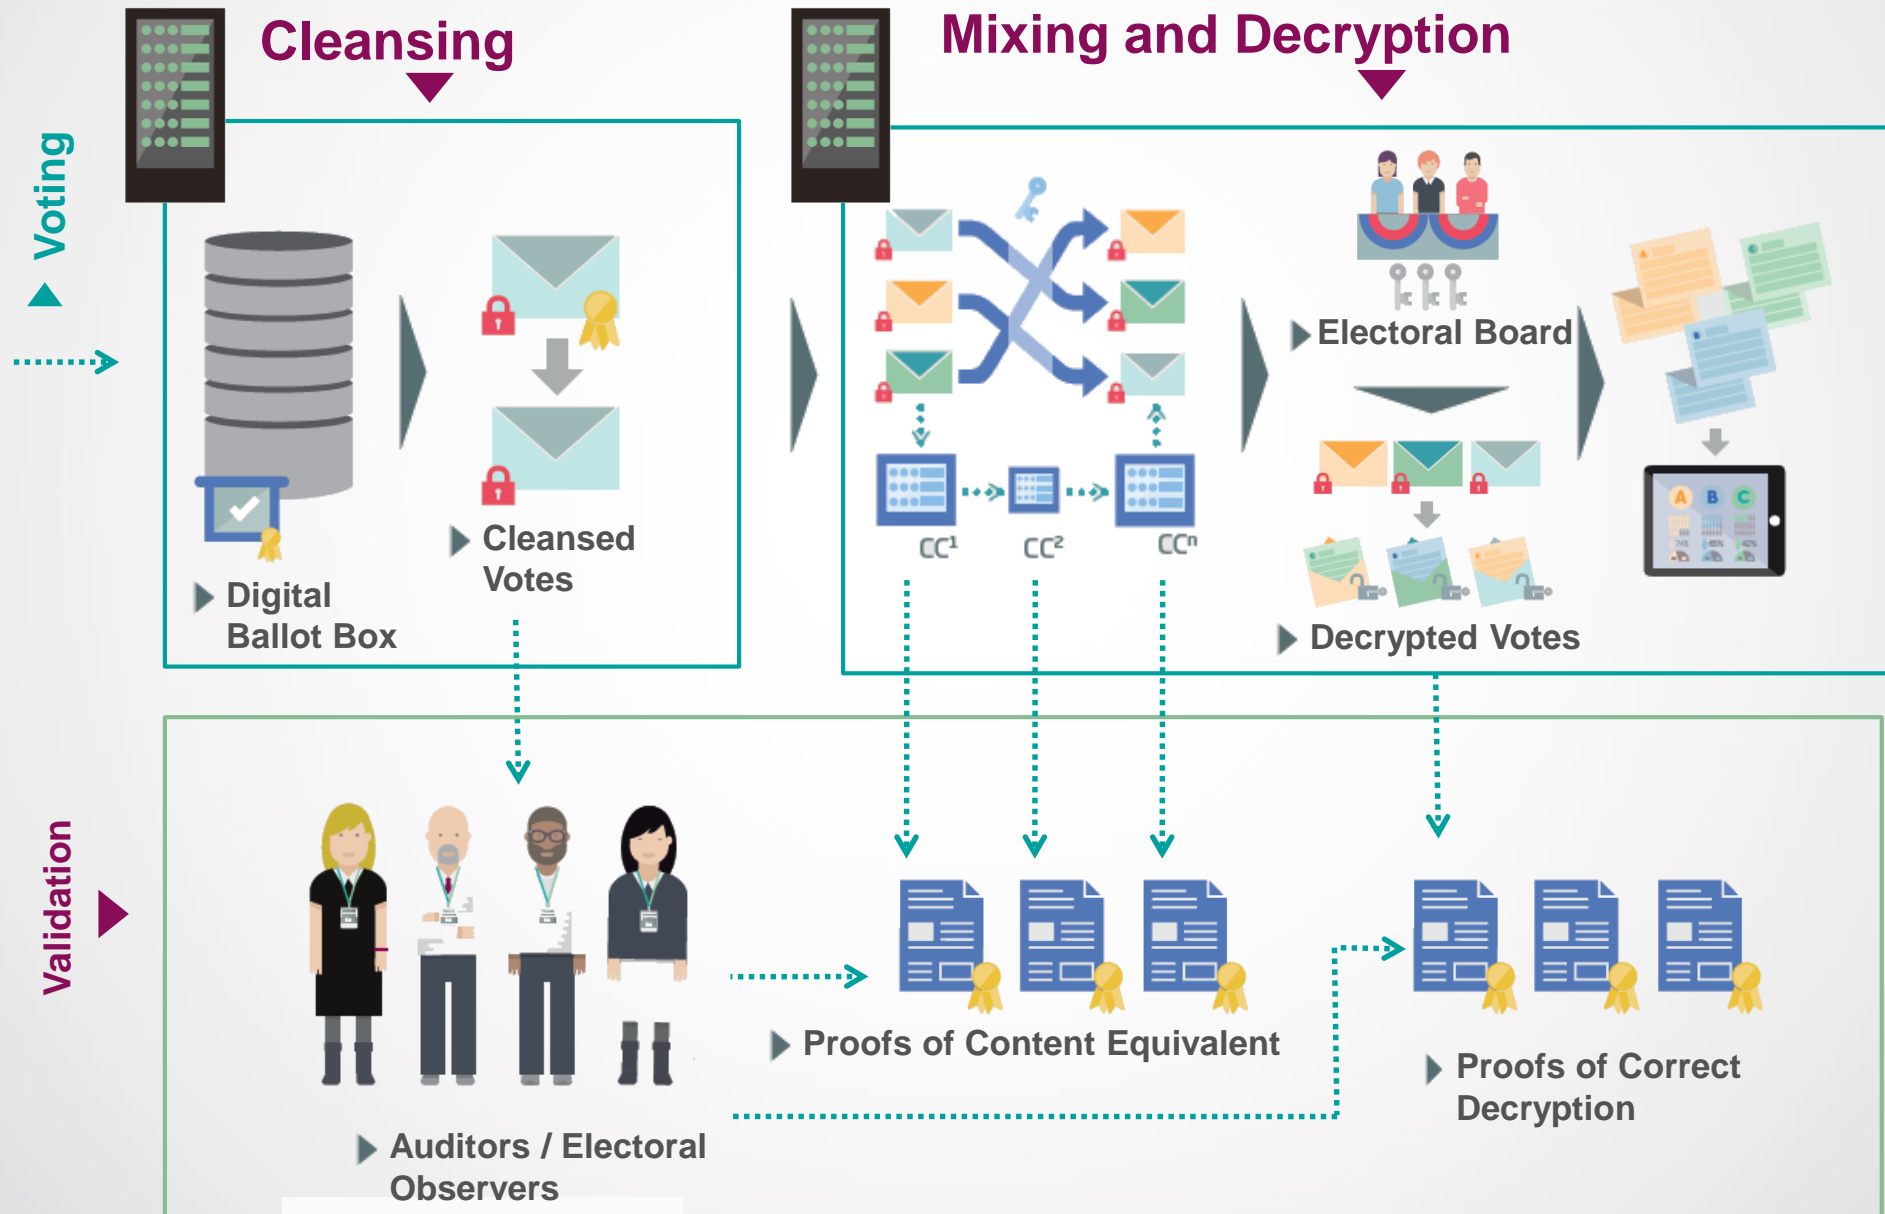 Cleansing
Mixing and Decryption
Voting
Digital
Ballot Box
Cleansed
Votes
CC¹
CC²
CCⁿ
Electoral Board
Decrypted Votes
A B C
Validation
Auditors / Electoral
Observers
Proofs of Content Equivalent
Proofs of Correct
Decryption